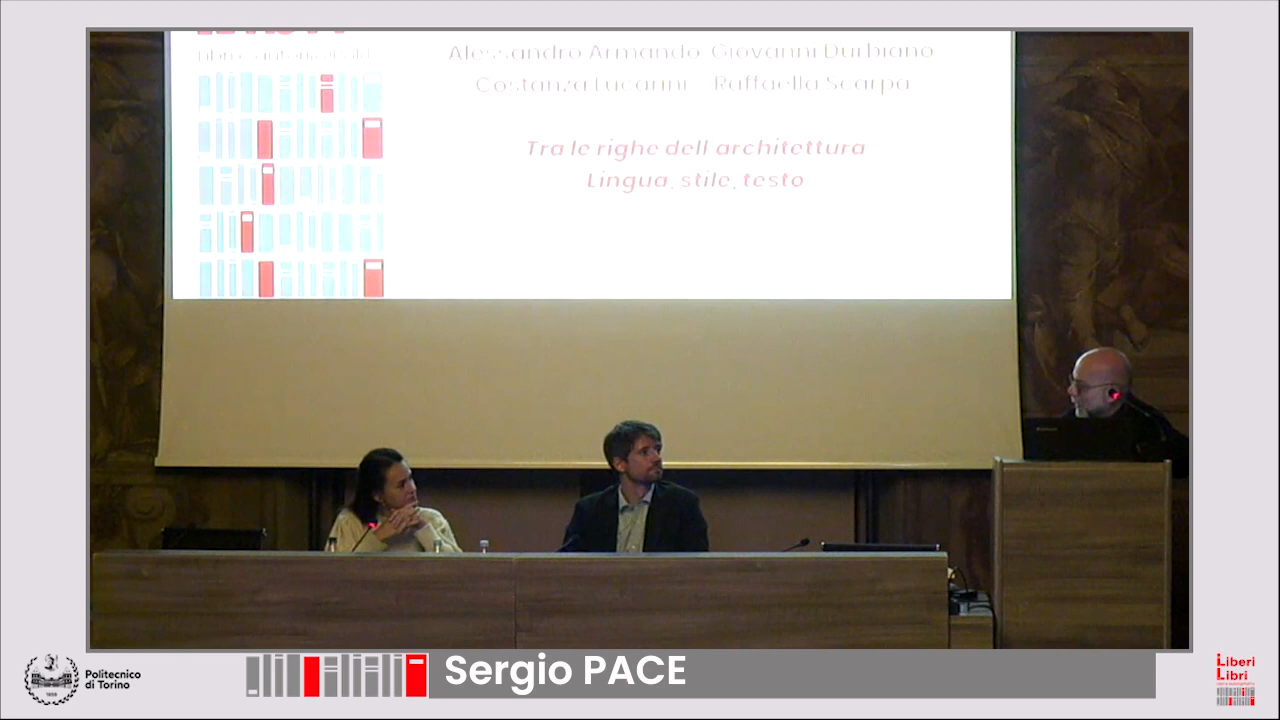 Alessandro Armando Giovanni Durbiano
Costanza Lucarini Raffaella Scarpa
Tra le righe dell architettura
Lingua, stile, testo
Politecnico
di Torino
Sergio PACE
Liberi
Libri